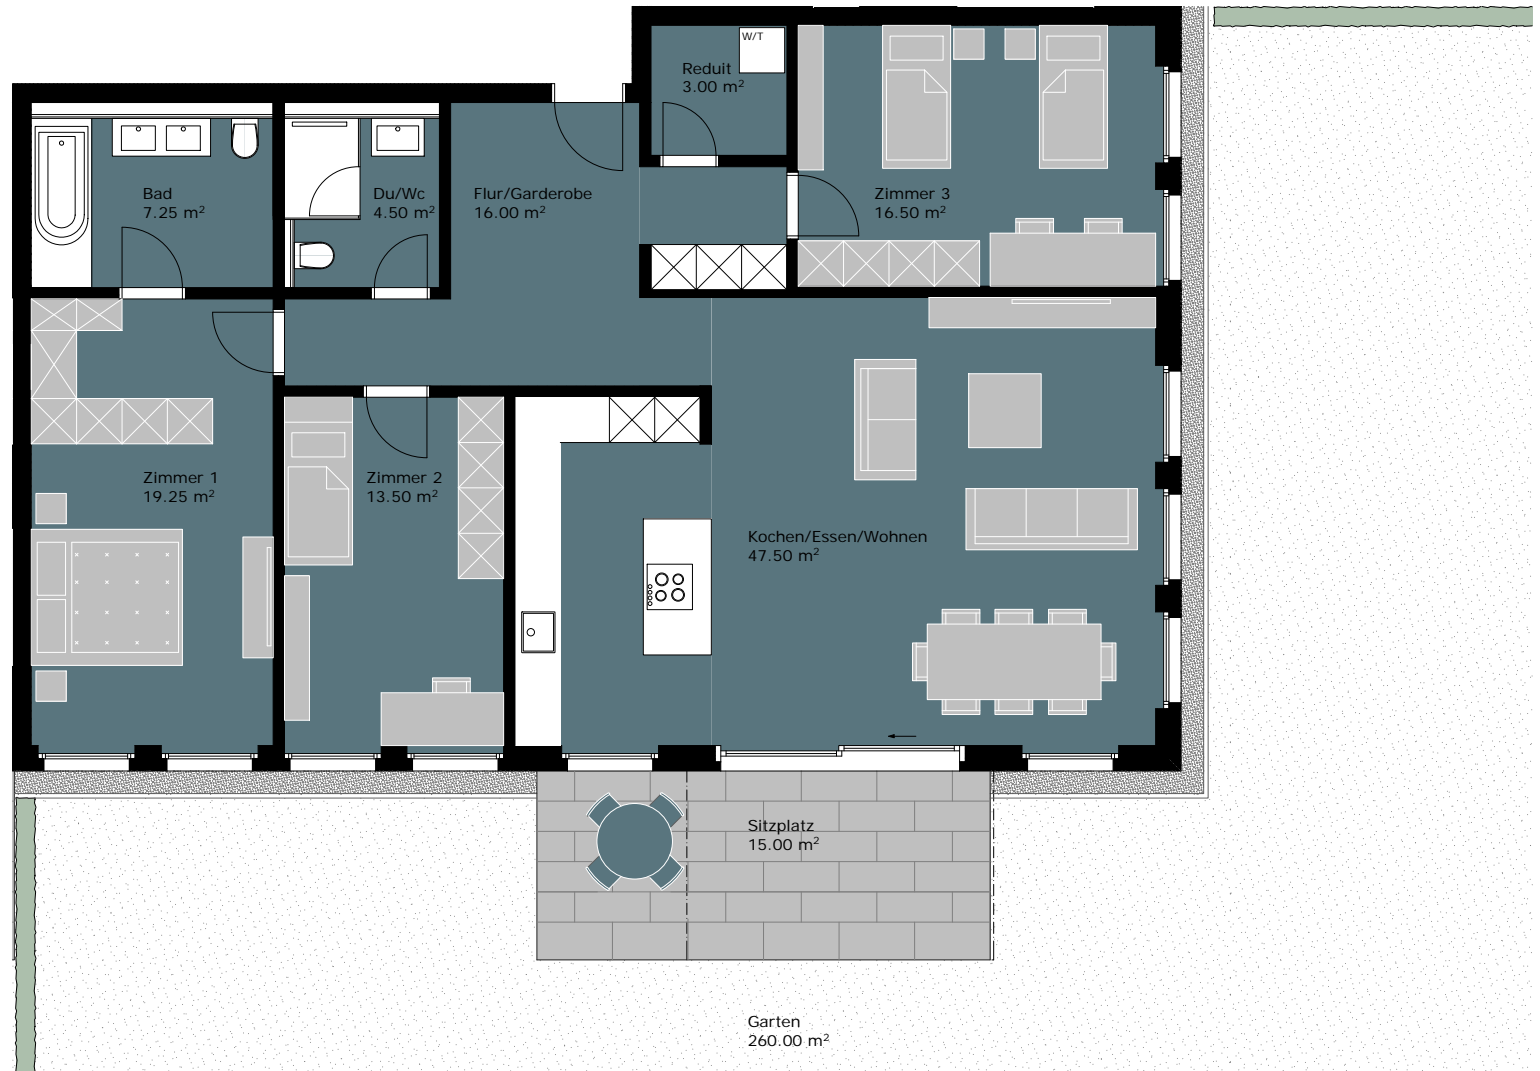 W/T
Reduit
3.00 m²
Bad
7.25 m²
Du/Wc
4.50 m²
Flur/Garderobe
16.00 m²
Zimmer 3
16.50 m²
Zimmer 1
19.25 m²
Zimmer 2
13.50 m²
Kochen/Essen/Wohnen
47.50 m²
Sitzplatz
15.00 m²
Garten
260.00 m²